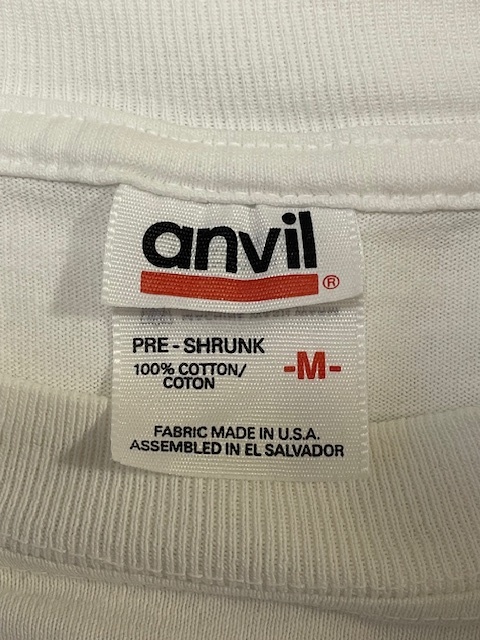 anvil®
PRE-SHRUNK
100% COTTON/
COTON
-M-
FABRIC MADE IN U.S.A.
ASSEMBLED IN EL SALVADOR